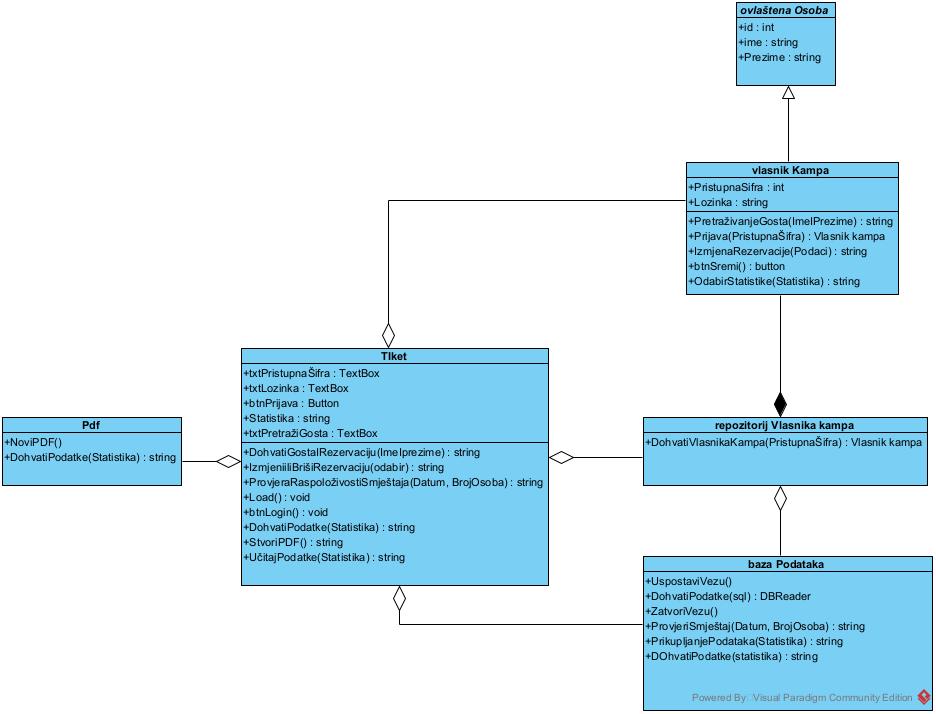 ovlaštena Osoba
+id : int
+ime : string
+Prezime : string
vlasnik Kampa
+PristupnaSifra : int
+Lozinka : string
+PretraživanjeGosta(ImeIPrezime) : string
+Prijava(PristupnaŠifra) : Vlasnik kampa
+IzmjenaRezervacije(Podaci) : string
+btnSremi() : button
+OdabirStatistike(Statistika) : string
TIket
+txtPristupnaŠifra : TextBox
+txtLozinka : TextBox
+btnPrijava : Button
+Statistika : string
+txtPretražiGosta : TextBox
+DohvatiGostaIRezervaciju(ImeIprezime) : string
+IzmjeniiliBrišiRezervaciju(odabir) : string
+ProvjeraRaspoloživostiSmještaja(Datum, BrojOsoba) : string
+Load() : void
+btnLogin() : void
+DohvatiPodatke(Statistika) : string
+StvoriPDF() : string
+UčitajPodatke(Statistika) : string
Pdf
+NoviPDF()
+DohvatiPodatke(Statistika) : string
repozitorij Vlasnika kampa
+DohvatiVlasnikaKampa(PristupnaŠifra) : Vlasnik kampa
baza Podataka
+UspostaviVezu()
+DohvatiPodatke(sql) : DBReader
+ZatvoriVezu()
+ProvjeriSmještaj(Datum, BrojOsoba) : string
+PrikupljanjePodataka(Statistika) : string
+DOhvatiPodatke(statistika) : string
Powered By Visual Paradigm Community Edition